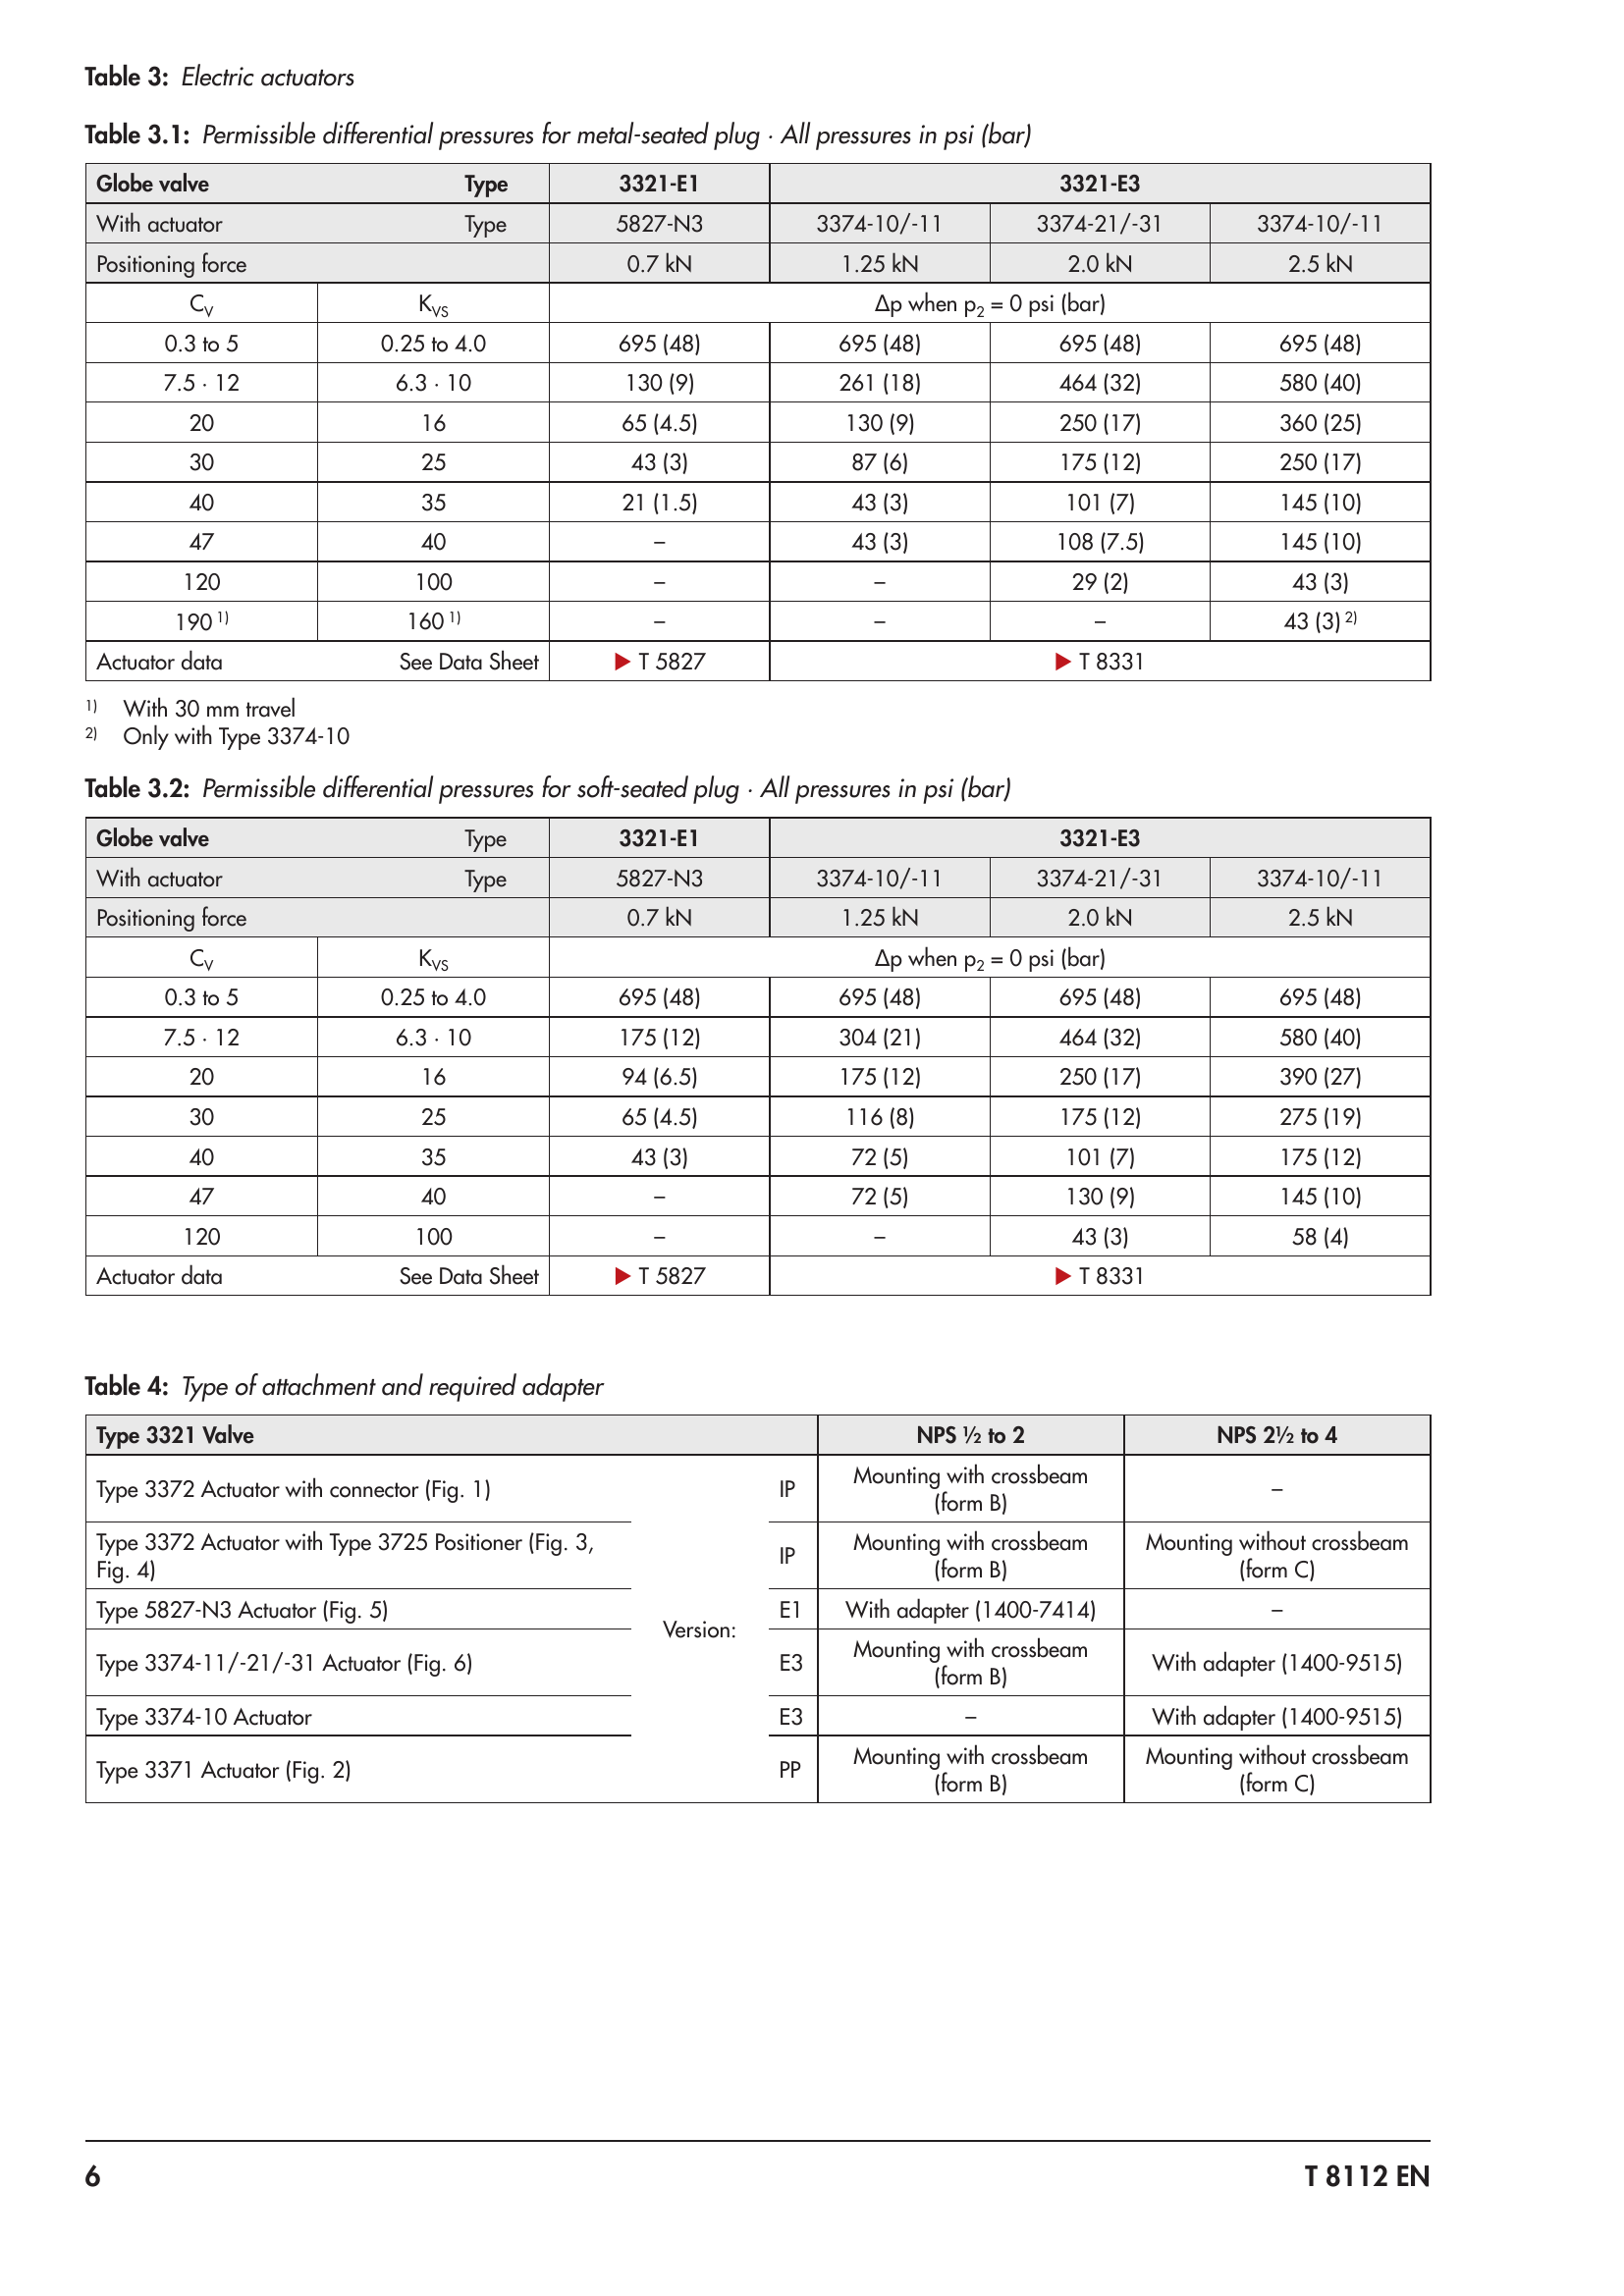 Table 3: Electric actuators
Table 3.1: Permissible differential pressures for metal-seated plug · All pressures in psi (bar)
Globe valve Type 3321-E1 3321-E3
With actuator Type 5827-N3 3374-10/-11 3374-21/-31 3374-10/-11
Positioning force 0.7 kN 1.25 kN 2.0 kN 2.5 kN
CV KVS Δp when p2 = 0 psi (bar)
0.3 to 5 0.25 to 4.0 695 (48) 695 (48) 695 (48) 695 (48)
7.5 · 12 6.3 · 10 130 (9) 261 (18) 464 (32) 580 (40)
20 16 65 (4.5) 130 (9) 250 (17) 360 (25)
30 25 43 (3) 87 (6) 175 (12) 250 (17)
40 35 21 (1.5) 43 (3) 101 (7) 145 (10)
47 40 – 43 (3) 108 (7.5) 145 (10)
120 100 – – 29 (2) 43 (3)
190 1) 160 1) – – – 43 (3) 2)
Actuator data See Data Sheet ▶ T 5827 ▶ T 8331
1) With 30 mm travel
2) Only with Type 3374-10
Table 3.2: Permissible differential pressures for soft-seated plug · All pressures in psi (bar)
Globe valve Type 3321-E1 3321-E3
With actuator Type 5827-N3 3374-10/-11 3374-21/-31 3374-10/-11
Positioning force 0.7 kN 1.25 kN 2.0 kN 2.5 kN
CV KVS Δp when p2 = 0 psi (bar)
0.3 to 5 0.25 to 4.0 695 (48) 695 (48) 695 (48) 695 (48)
7.5 · 12 6.3 · 10 175 (12) 304 (21) 464 (32) 580 (40)
20 16 94 (6.5) 175 (12) 250 (17) 390 (27)
30 25 65 (4.5) 116 (8) 175 (12) 275 (19)
40 35 43 (3) 72 (5) 101 (7) 175 (12)
47 40 – 72 (5) 130 (9) 145 (10)
120 100 – – 43 (3) 58 (4)
Actuator data See Data Sheet ▶ T 5827 ▶ T 8331
Table 4: Type of attachment and required adapter
Type 3321 Valve NPS ½ to 2 NPS 2½ to 4
Type 3372 Actuator with connector (Fig. 1) IP Mounting with crossbeam
(form B) –
Type 3372 Actuator with Type 3725 Positioner (Fig. 3,
Fig. 4) IP Mounting with crossbeam
(form B) Mounting without crossbeam
(form C)
Type 5827-N3 Actuator (Fig. 5) E1 With adapter (1400-7414) –
Version:
Type 3374-11/-21/-31 Actuator (Fig. 6) E3 Mounting with crossbeam
(form B) With adapter (1400-9515)
Type 3374-10 Actuator E3 – With adapter (1400-9515)
Type 3371 Actuator (Fig. 2) PP Mounting with crossbeam
(form B) Mounting without crossbeam
(form C)
6 T 8112 EN